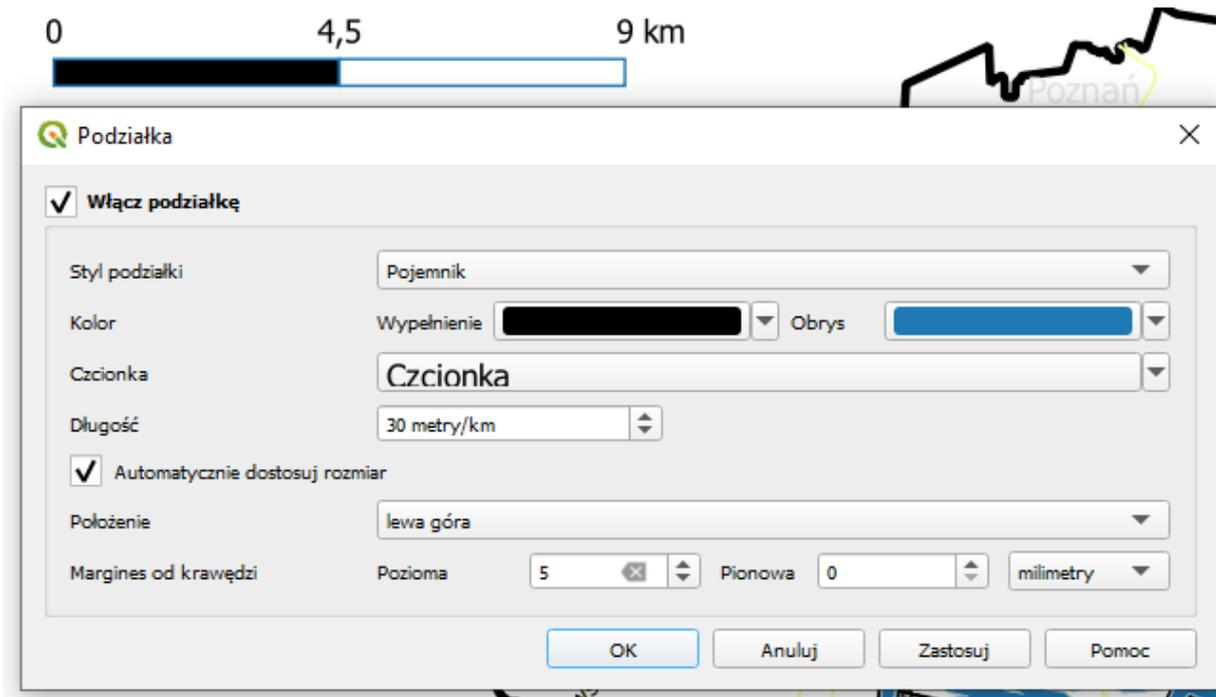 0 4,5 9 km
Poznań
Podziałka
Włącz podziałkę
Styl podziałki Pojemnik
Kolor Wypełnienie Obrys
Czcionka Czcionka
Długość 30 metry/km
Automatycznie dostosuj rozmiar
Położenie lewa góra
Margines od krawędzi Pozioma 5 Pionowa 0 milimetry
OK Anuluj Zastosuj Pomoc